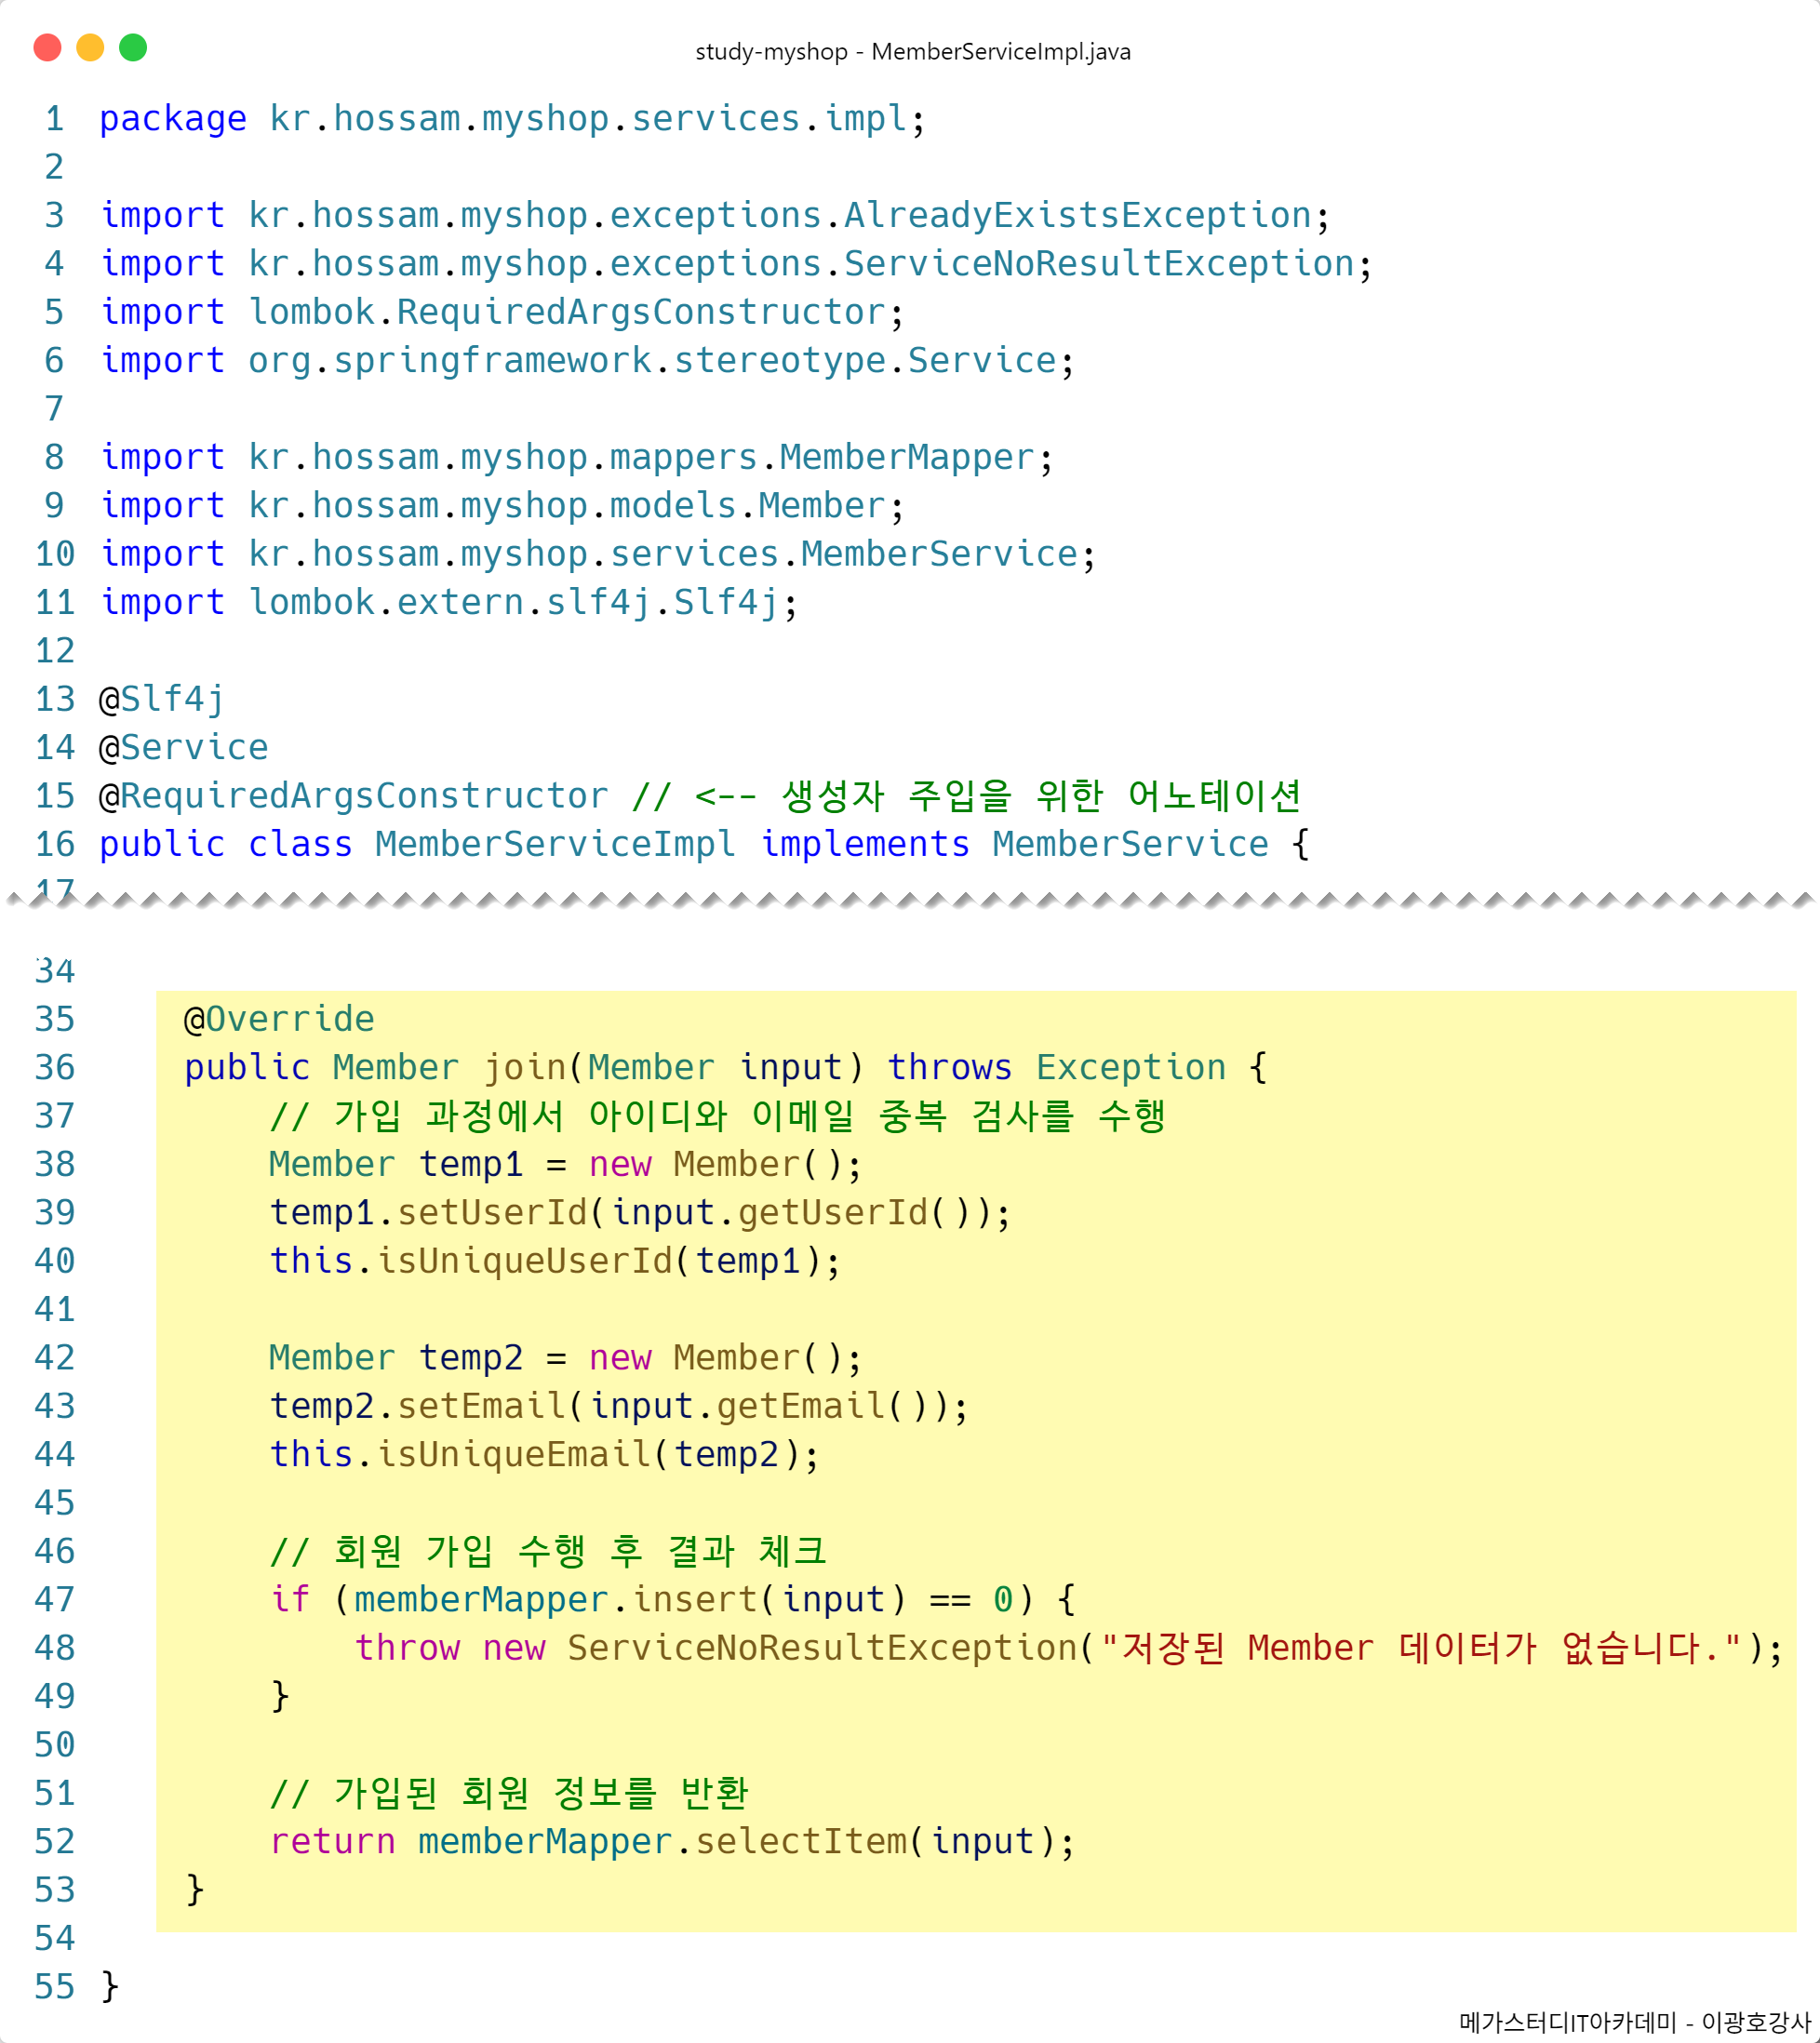 study-myshop - MemberServiceImpl.java
1 package kr.hossam.myshop.services.impl;
2
3 import kr.hossam.myshop.exceptions.AlreadyExistsException;
4 import kr.hossam.myshop.exceptions.ServiceNoResultException;
5 import lombok.RequiredArgsConstructor;
6 import org.springframework.stereotype.Service;
7
8 import kr.hossam.myshop.mappers.MemberMapper;
9 import kr.hossam.myshop.models.Member;
10 import kr.hossam.myshop.services.MemberService;
11 import lombok.extern.slf4j.Slf4j;
12
13 @Slf4j
14 @Service
15 @RequiredArgsConstructor // <-- 생성자 주입을 위한 어노테이션
16 public class MemberServiceImpl implements MemberService {
17
34
35     @Override
36     public Member join(Member input) throws Exception {
37         // 가입 과정에서 아이디와 이메일 중복 검사를 수행
38         Member temp1 = new Member();
39         temp1.setUserId(input.getUserId());
40         this.isUniqueUserId(temp1);
41
42         Member temp2 = new Member();
43         temp2.setEmail(input.getEmail());
44         this.isUniqueEmail(temp2);
45
46         // 회원 가입 수행 후 결과 체크
47         if (memberMapper.insert(input) == 0) {
48             throw new ServiceNoResultException("저장된 Member 데이터가 없습니다.");
49         }
50
51         // 가입된 회원 정보를 반환
52         return memberMapper.selectItem(input);
53     }
54
55 }
메가스터디IT아카데미 - 이광호강사